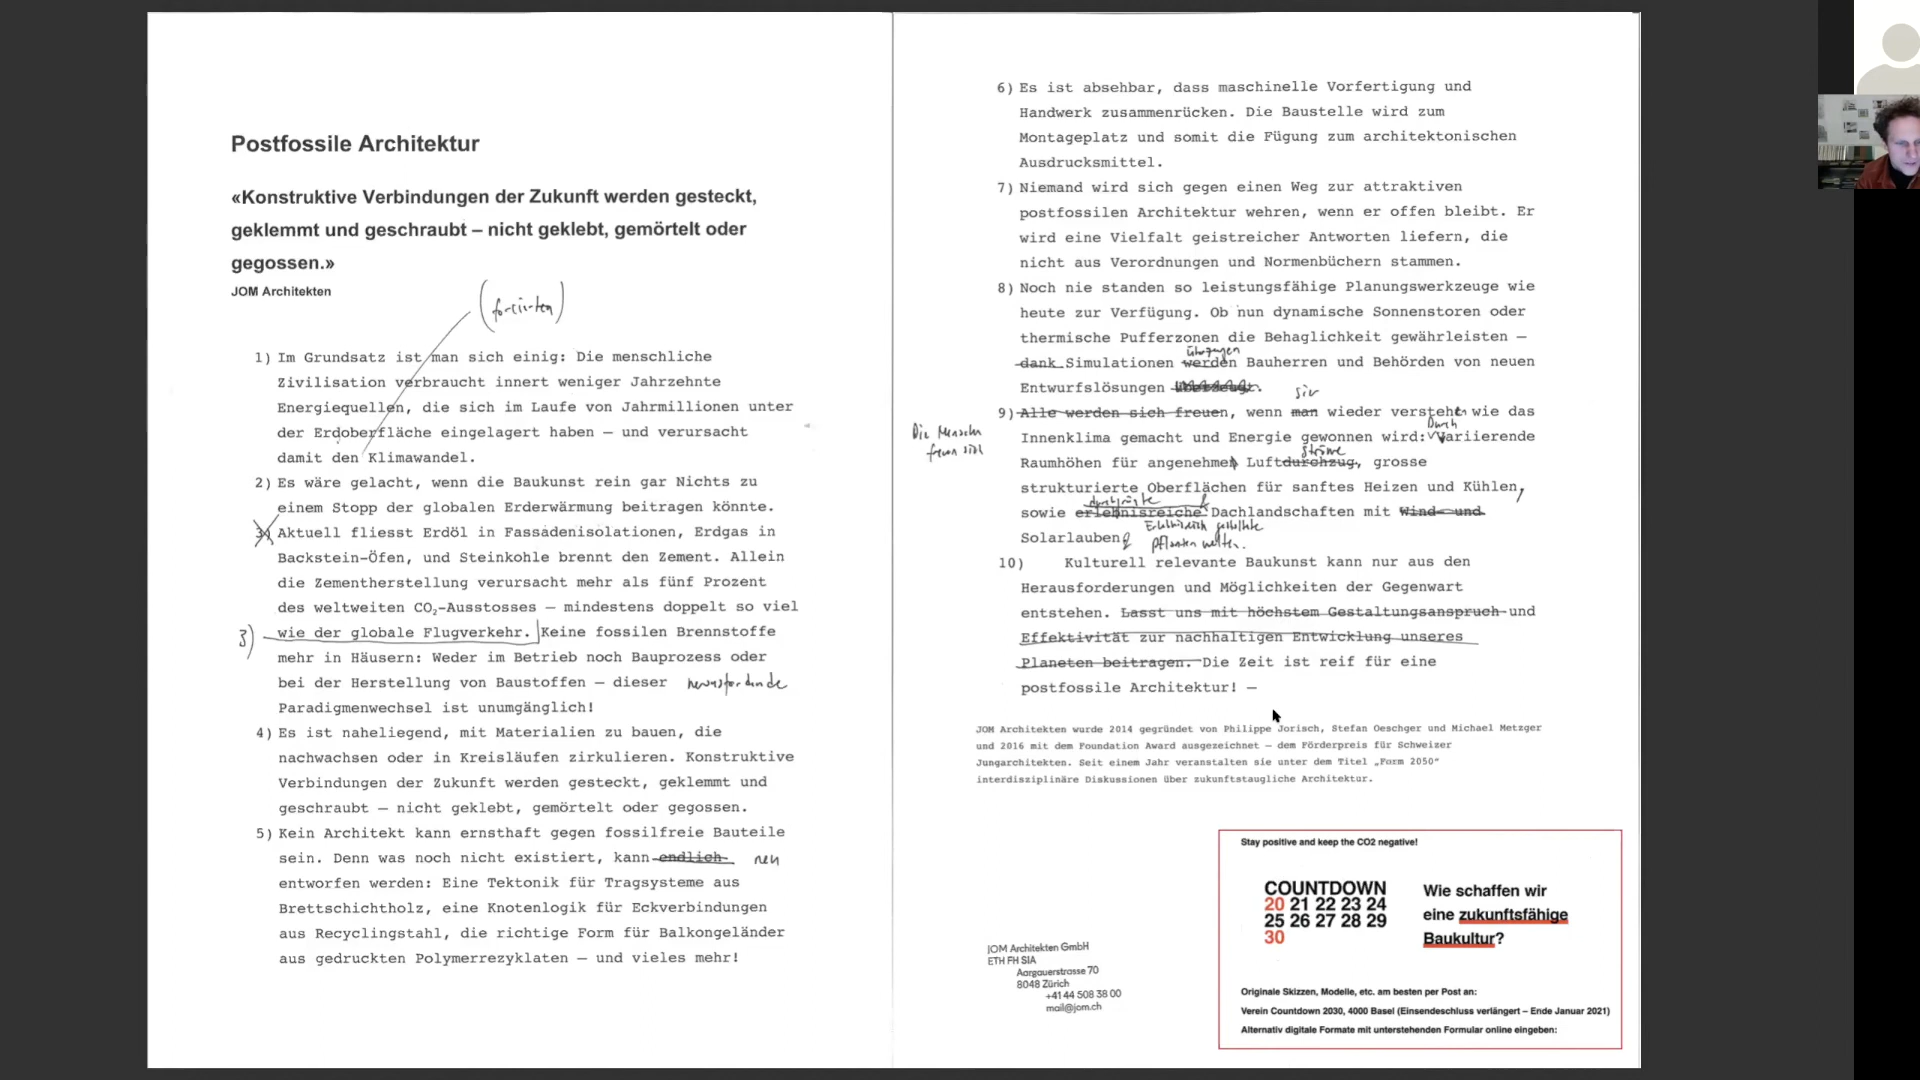 Postfossile Architektur
«Konstruktive Verbindungen der Zukunft werden gesteckt,
geklemmt und geschraubt – nicht geklebt, gemörtelt oder
gegossen.»
JOM Architekten
(forcierten)
1) Im Grundsatz ist man sich einig: Die menschliche
Zivilisation verbraucht innert weniger Jahrzehnte
Energiequellen, die sich im Laufe von Jahrmillionen unter
der Erdoberfläche eingelagert haben – und verursacht
damit den Klimawandel.
2) Es wäre gelacht, wenn die Baukunst rein gar Nichts zu
einem Stopp der globalen Erderwärmung beitragen könnte.
3) Aktuell fliesst Erdöl in Fassadenisolationen, Erdgas in
Backstein-Öfen, und Steinkohle brennt den Zement. Allein
die Zementherstellung verursacht mehr als fünf Prozent
des weltweiten CO₂-Ausstosses – mindestens doppelt so viel
3) wie der globale Flugverkehr. Keine fossilen Brennstoffe
mehr in Häusern: Weder im Betrieb noch Bauprozess oder
bei der Herstellung von Baustoffen – dieser
Paradigmenwechsel ist unumgänglich!
4) Es ist naheliegend, mit Materialien zu bauen, die
nachwachsen oder in Kreisläufen zirkulieren. Konstruktive
Verbindungen der Zukunft werden gesteckt, geklemmt und
geschraubt – nicht geklebt, gemörtelt oder gegossen.
5) Kein Architekt kann ernsthaft gegen fossilfreie Bauteile
sein. Denn was noch nicht existiert, kann endlich neu
entworfen werden: Eine Tektonik für Tragsysteme aus
Brettschichtholz, eine Knotenlogik für Eckverbindungen
aus Recyclingstahl, die richtige Form für Balkongeländer
aus gedruckten Polymerrezyklaten – und vieles mehr!
6) Es ist absehbar, dass maschinelle Vorfertigung und
Handwerk zusammenrücken. Die Baustelle wird zum
Montageplatz und somit die Fügung zum architektonischen
Ausdrucksmittel.
7) Niemand wird sich gegen einen Weg zur attraktiven
postfossilen Architektur wehren, wenn er offen bleibt. Er
wird eine Vielfalt geistreicher Antworten liefern, die
nicht aus Verordnungen und Normenbüchern stammen.
8) Noch nie standen so leistungsfähige Planungswerkzeuge wie
heute zur Verfügung. Ob nun dynamische Sonnenstoren oder
thermische Pufferzonen die Behaglichkeit gewährleisten –
überzeugen
dank Simulationen werden Bauherren und Behörden von neuen
Entwurfslösungen
sie
9) Alle werden sich freuen, wenn man wieder versteht wie das
Die Menschen
freuen sich
Durch
Innenklima gemacht und Energie gewonnen wird: Variierende
ströme
Raumhöhen für angenehmen Luftdurchzug, grosse
strukturierte Oberflächen für sanftes Heizen und Kühlen,
sowie erlebnisreiche Dachlandschaften mit Wind- und
Solarlauben
Pflanzenwelten.
10) Kulturell relevante Baukunst kann nur aus den
Herausforderungen und Möglichkeiten der Gegenwart
entstehen. Lasst uns mit höchstem Gestaltungsanspruch und
Effektivität zur nachhaltigen Entwicklung unseres
Planeten beitragen. Die Zeit ist reif für eine
postfossile Architektur! –
JOM Architekten wurde 2014 gegründet von Philippe Jorisch, Stefan Oeschger und Michael Metzger
und 2016 mit dem Foundation Award ausgezeichnet – dem Förderpreis für Schweizer
Jungarchitekten. Seit einem Jahr veranstalten sie unter dem Titel „Form 2050"
interdisziplinäre Diskussionen über zukunftstaugliche Architektur.
JOM Architekten GmbH
ETH FH SIA
Aargauerstrasse 70
8048 Zürich
+41 44 508 38 00
mail@jom.ch
Stay positive and keep the CO2 negative!
COUNTDOWN
20 21 22 23 24
25 26 27 28 29
30
Wie schaffen wir
eine zukunftsfähige
Baukultur?
Originale Skizzen, Modelle, etc. am besten per Post an:
Verein Countdown 2030, 4000 Basel (Einsendeschluss verlängert – Ende Januar 2021)
Alternativ digitale Formate mit unterstehenden Formular online eingeben: